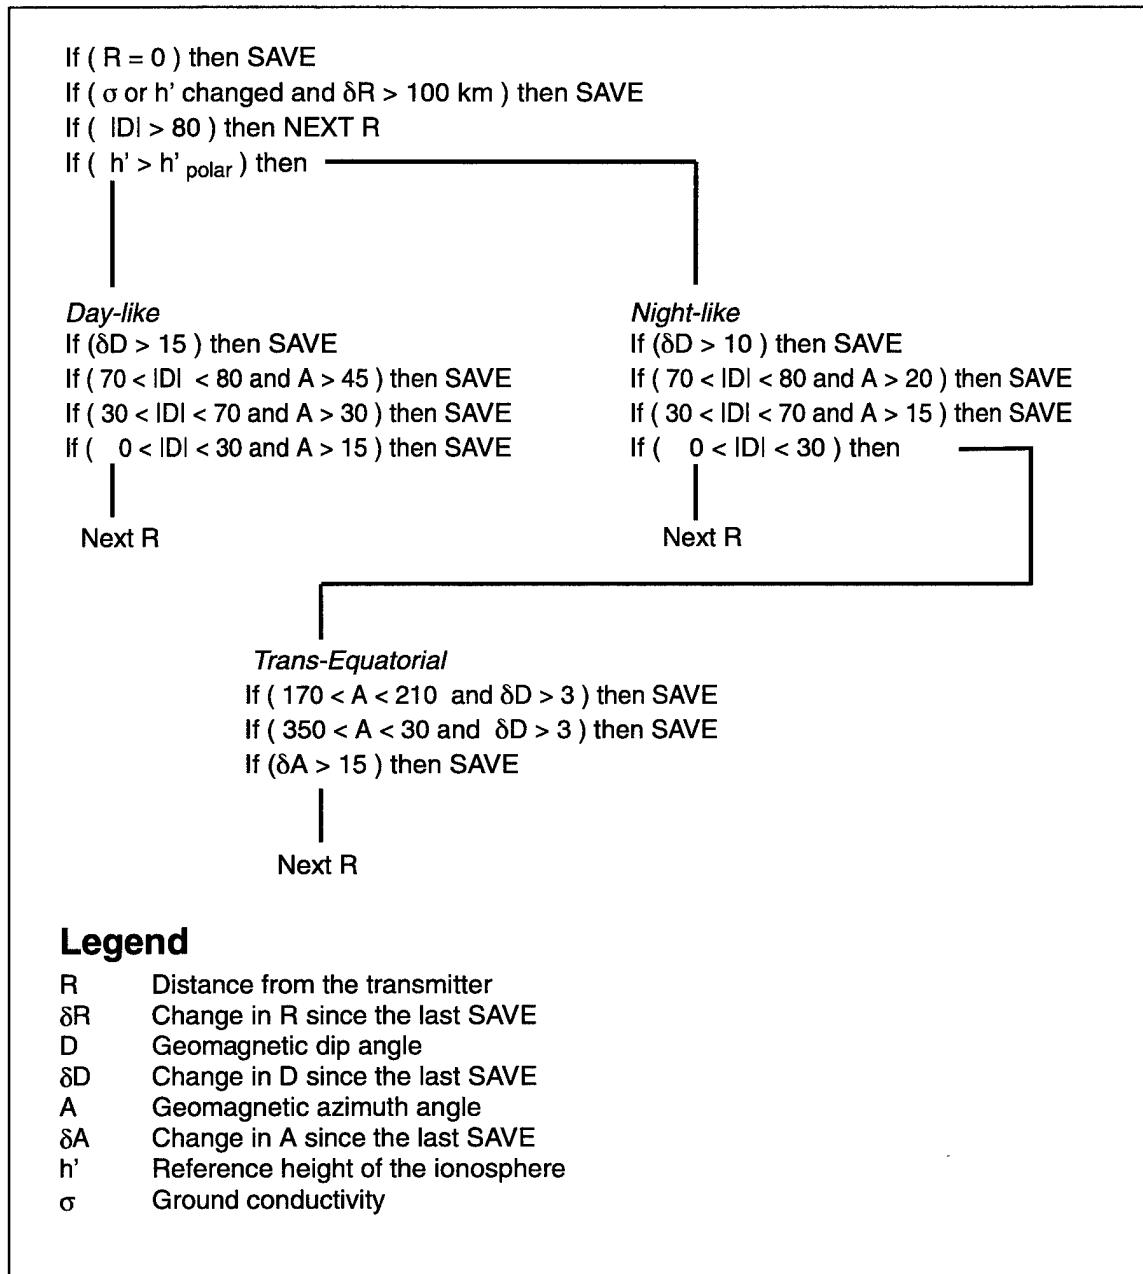 If ( R = 0 ) then SAVE
If ( σ or h' changed and δR > 100 km ) then SAVE
If ( |D| > 80 ) then NEXT R
If ( h' > h' polar ) then
Day-like
If (δD > 15 ) then SAVE
If ( 70 < |D| < 80 and A > 45 ) then SAVE
If ( 30 < |D| < 70 and A > 30 ) then SAVE
If ( 0 < |D| < 30 and A > 15 ) then SAVE
Next R
Night-like
If (δD > 10 ) then SAVE
If ( 70 < |D| < 80 and A > 20 ) then SAVE
If ( 30 < |D| < 70 and A > 15 ) then SAVE
If ( 0 < |D| < 30 ) then
Next R
Trans-Equatorial
If ( 170 < A < 210 and δD > 3 ) then SAVE
If ( 350 < A < 30 and δD > 3 ) then SAVE
If (δA > 15 ) then SAVE
Next R
Legend
R Distance from the transmitter
δR Change in R since the last SAVE
D Geomagnetic dip angle
δD Change in D since the last SAVE
A Geomagnetic azimuth angle
δA Change in A since the last SAVE
h' Reference height of the ionosphere
σ Ground conductivity